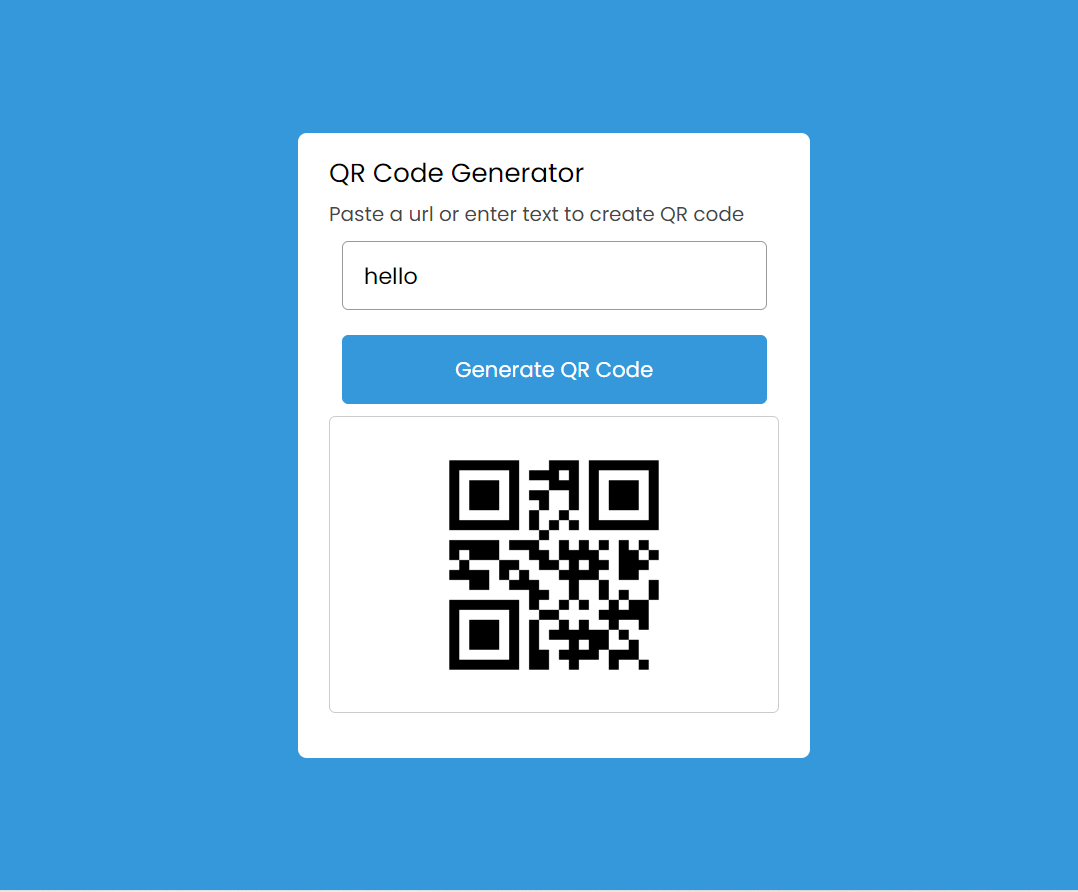 QR Code Generator
Paste a url or enter text to create QR code
hello
Generate QR Code